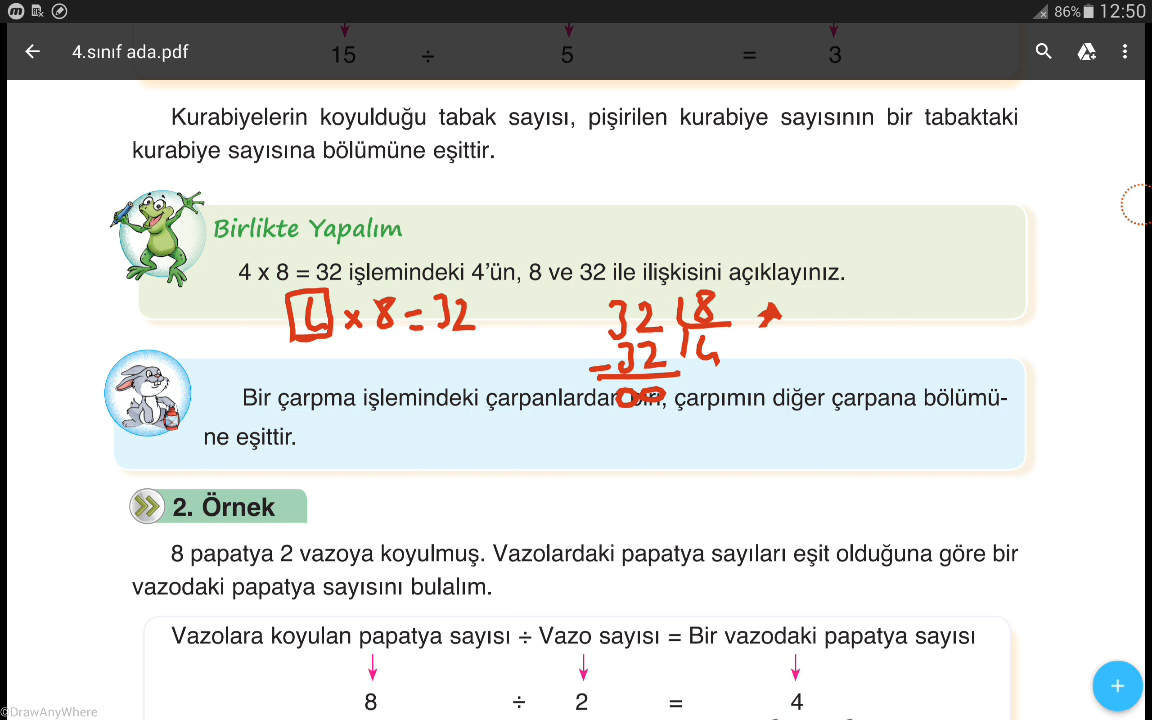 86% 12:50
4.sınıf ada.pdf
15 ÷ 5 = 3
Kurabiyelerin koyulduğu tabak sayısı, pişirilen kurabiye sayısının bir tabaktaki
kurabiye sayısına bölümüne eşittir.
Birlikte Yapalım
4 x 8 = 32 işlemindeki 4’ün, 8 ve 32 ile ilişkisini açıklayınız.
4 x 8 = 32
32 8
-32 4
00
Bir çarpma işlemindeki çarpanlardan biri, çarpımın diğer çarpana bölümü-
ne eşittir.
2. Örnek
8 papatya 2 vazoya koyulmuş. Vazolardaki papatya sayıları eşit olduğuna göre bir
vazodaki papatya sayısını bulalım.
Vazolara koyulan papatya sayısı ÷ Vazo sayısı = Bir vazodaki papatya sayısı
8 ÷ 2 = 4
©DrawAnyWhere